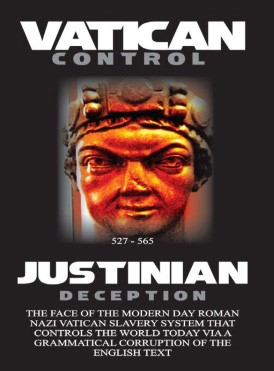 VATICAN
CONTROL
527 - 565
JUSTINIAN
DECEPTION
THE FACE OF THE MODERN DAY ROMAN
NAZI VATICAN SLAVERY SYSTEM THAT
CONTROLS THE WORLD TODAY VIA A
GRAMMATICAL CORRUPTION OF THE
ENGLISH TEXT